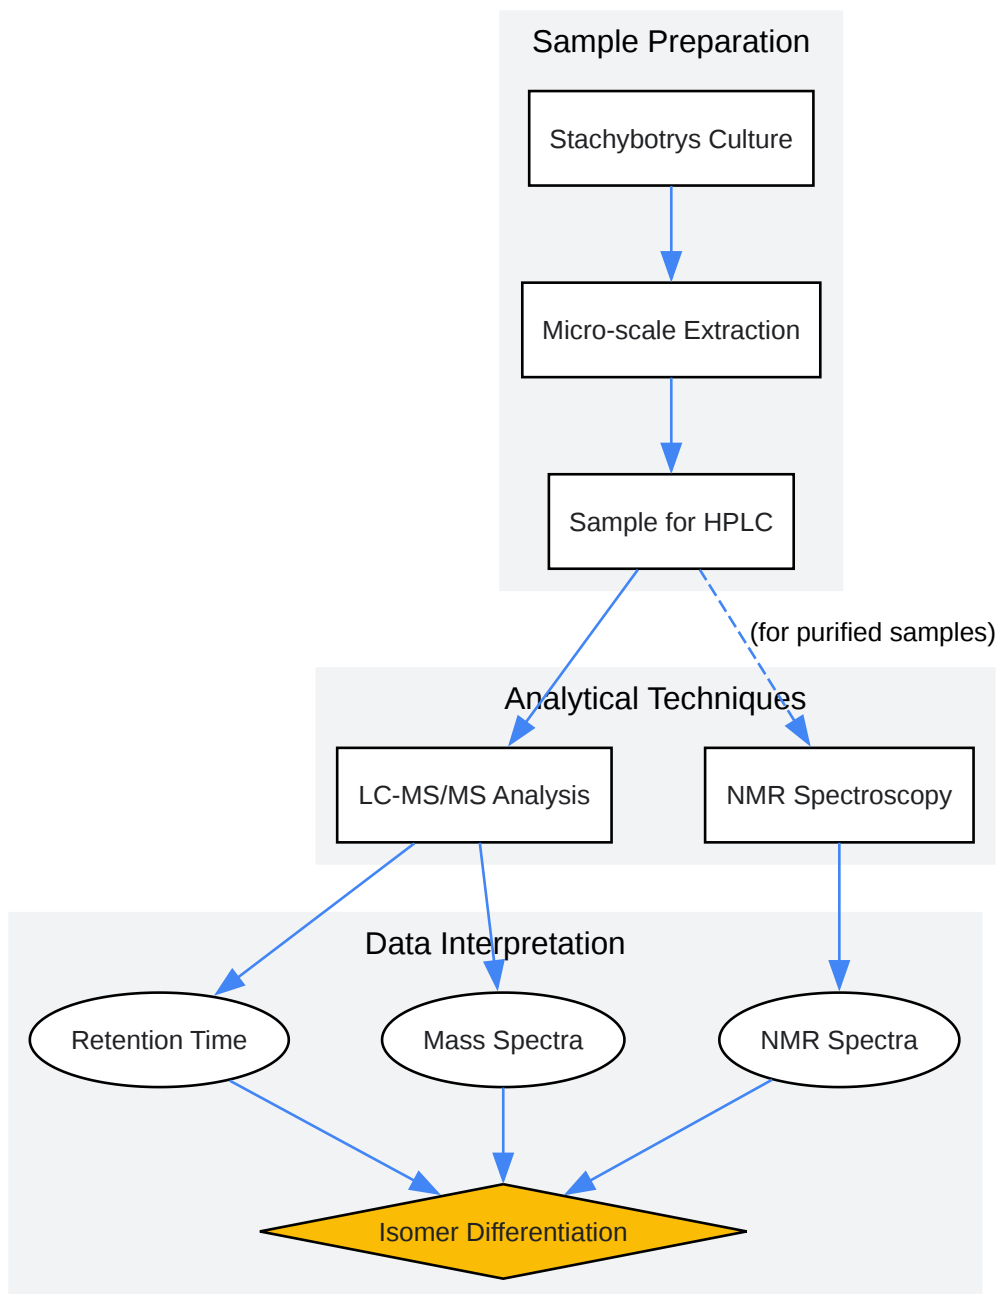 Sample Preparation
Stachybotrys Culture
Micro-scale Extraction
Sample for HPLC
(for purified samples)
Analytical Techniques
LC-MS/MS Analysis
NMR Spectroscopy
Data Interpretation
Retention Time
Mass Spectra
NMR Spectra
Isomer Differentiation